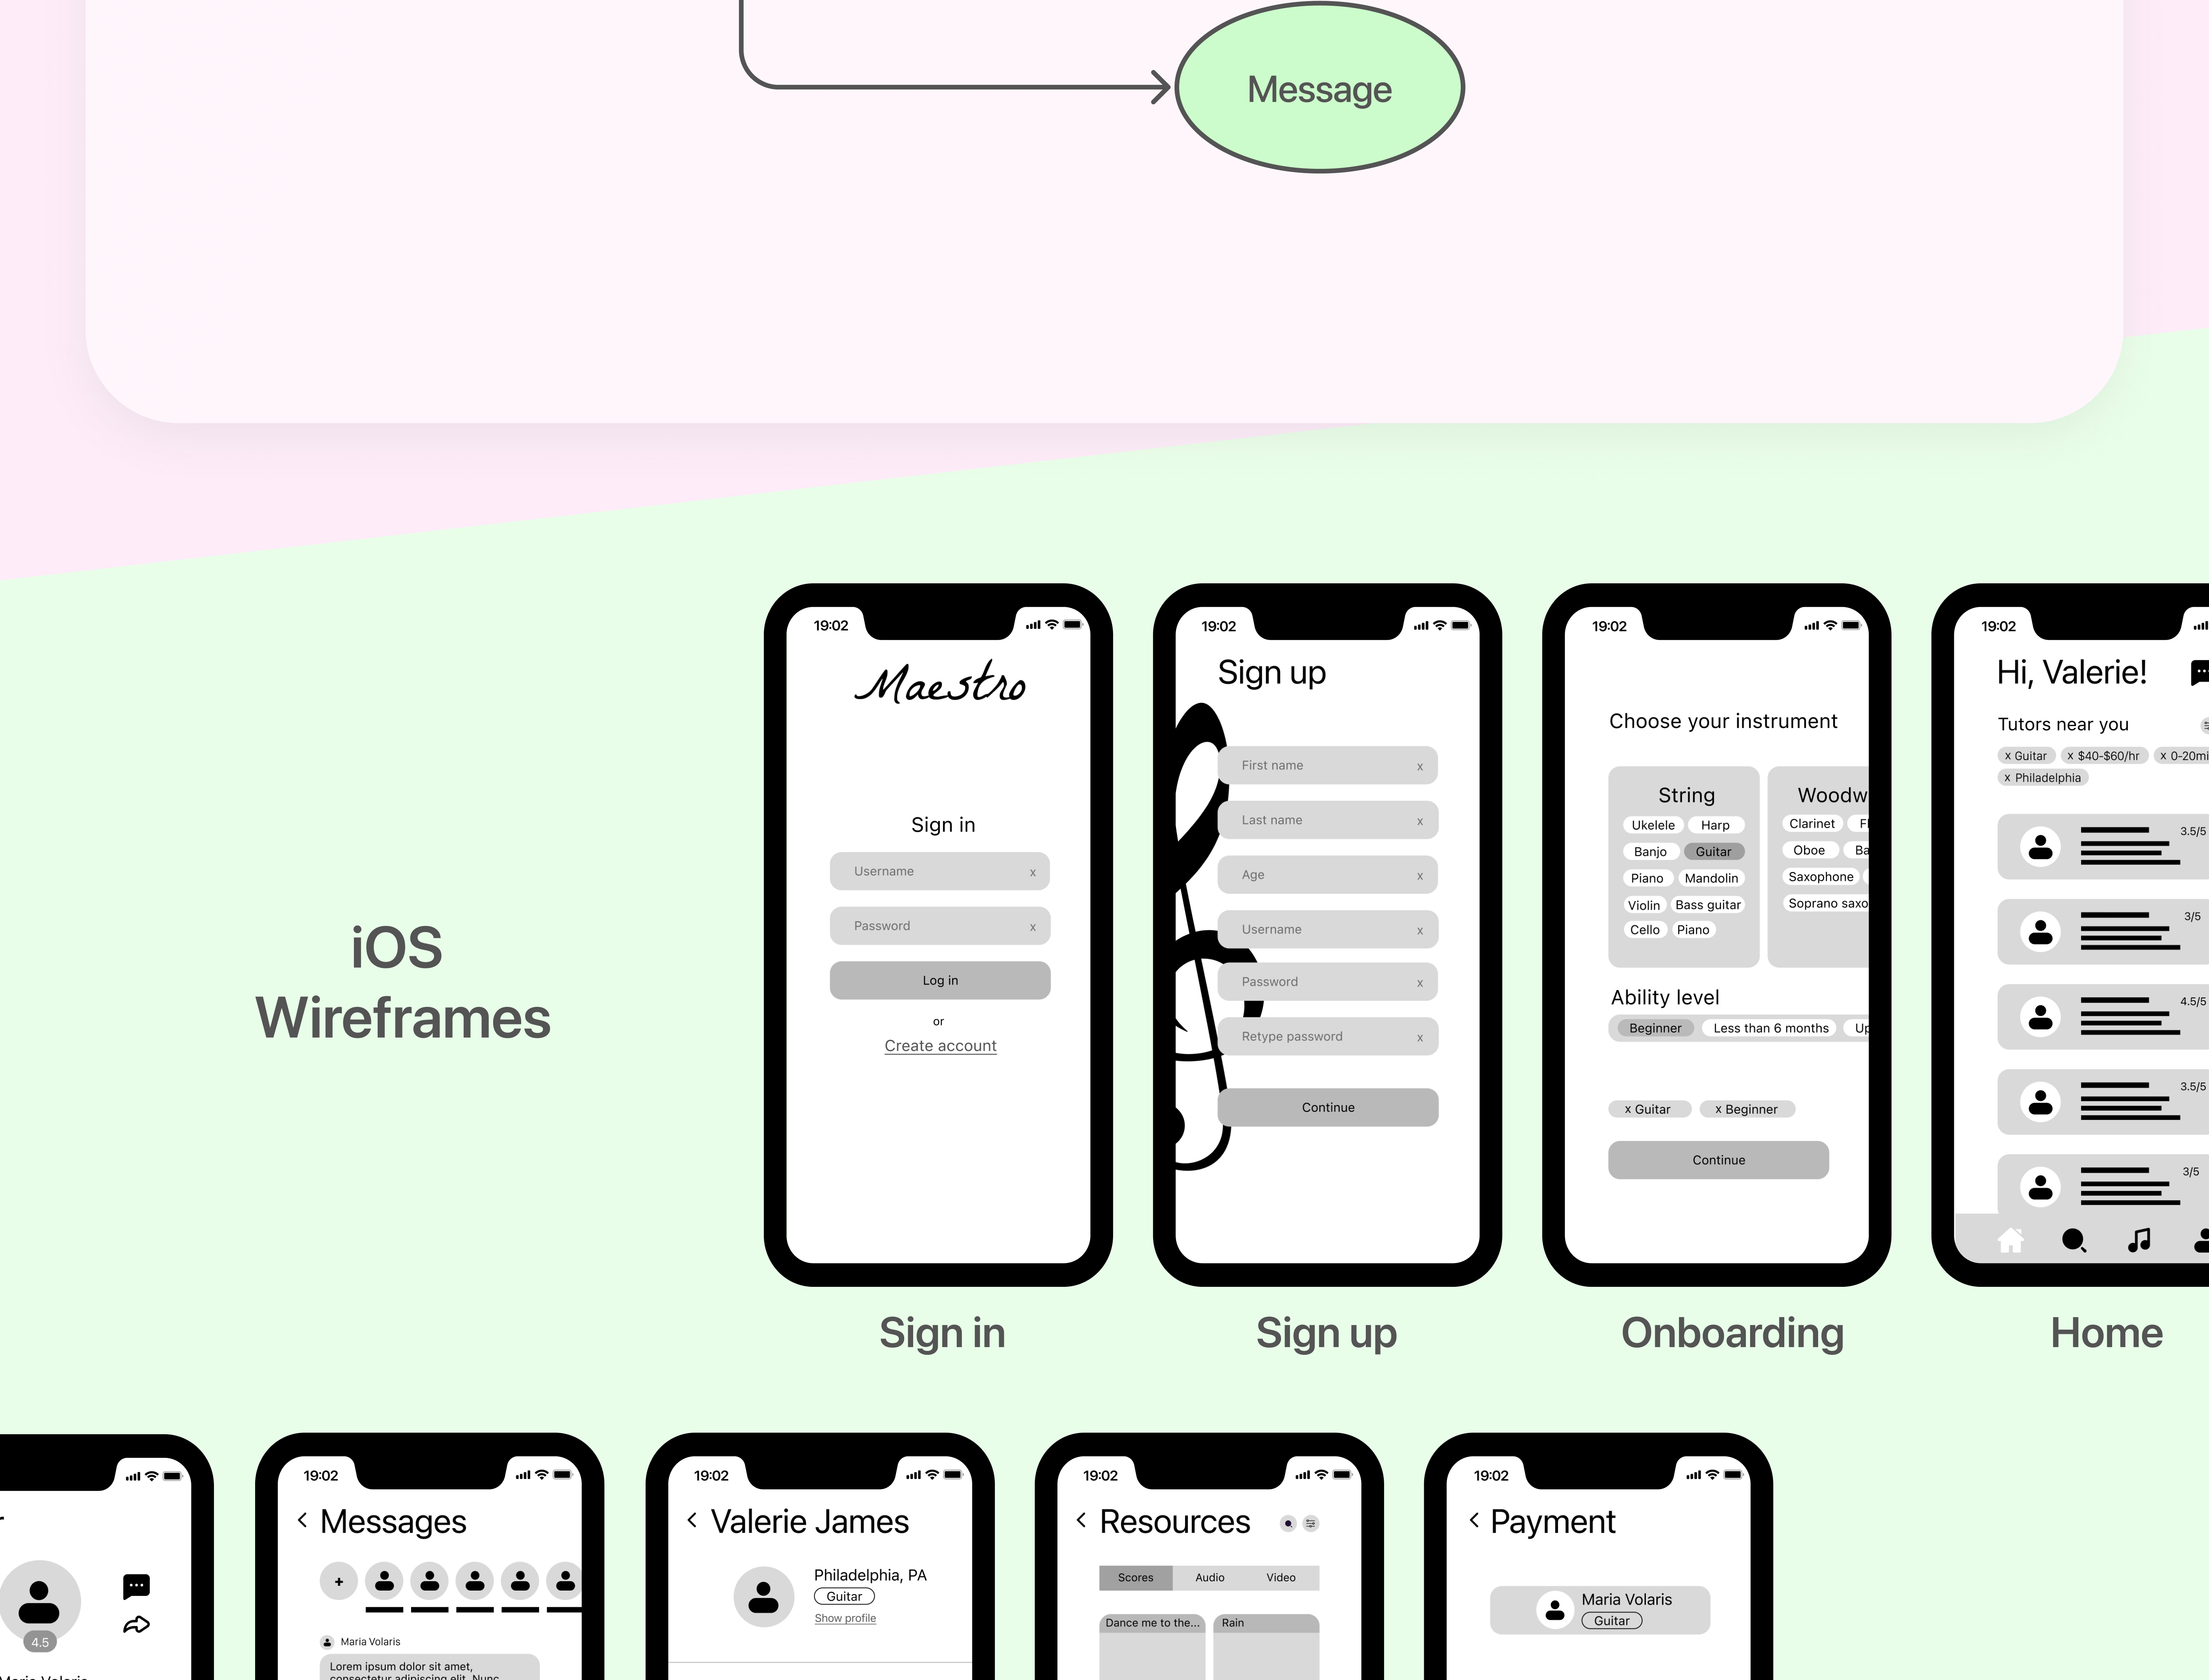 Message
iOS
Wireframes
19:02
Maestro
Sign in
Username x
Password x
Log in
or
Create account
Sign in
19:02
Sign up
First name x
Last name x
Age x
Username x
Password x
Retype password x
Continue
Sign up
19:02
Choose your instrument
String
Ukelele Harp
Banjo Guitar
Piano Mandolin
Violin Bass guitar
Cello Piano
Woodw
Clarinet Fl
Oboe Ba
Saxophone
Soprano saxo
Ability level
Beginner Less than 6 months Up
x Guitar x Beginner
Continue
Onboarding
19:02
Hi, Valerie!
Tutors near you
x Guitar x $40-$60/hr x 0-20mi
x Philadelphia
3.5/5
3/5
4.5/5
3.5/5
3/5
Home
4.5
19:02
Messages
+
Maria Volaris
Lorem ipsum dolor sit amet,
consectetur adipiscing elit. Nunc
19:02
Valerie James
Philadelphia, PA
Guitar
Show profile
19:02
Resources
Scores Audio Video
Dance me to the... Rain
19:02
Payment
Maria Volaris
Guitar